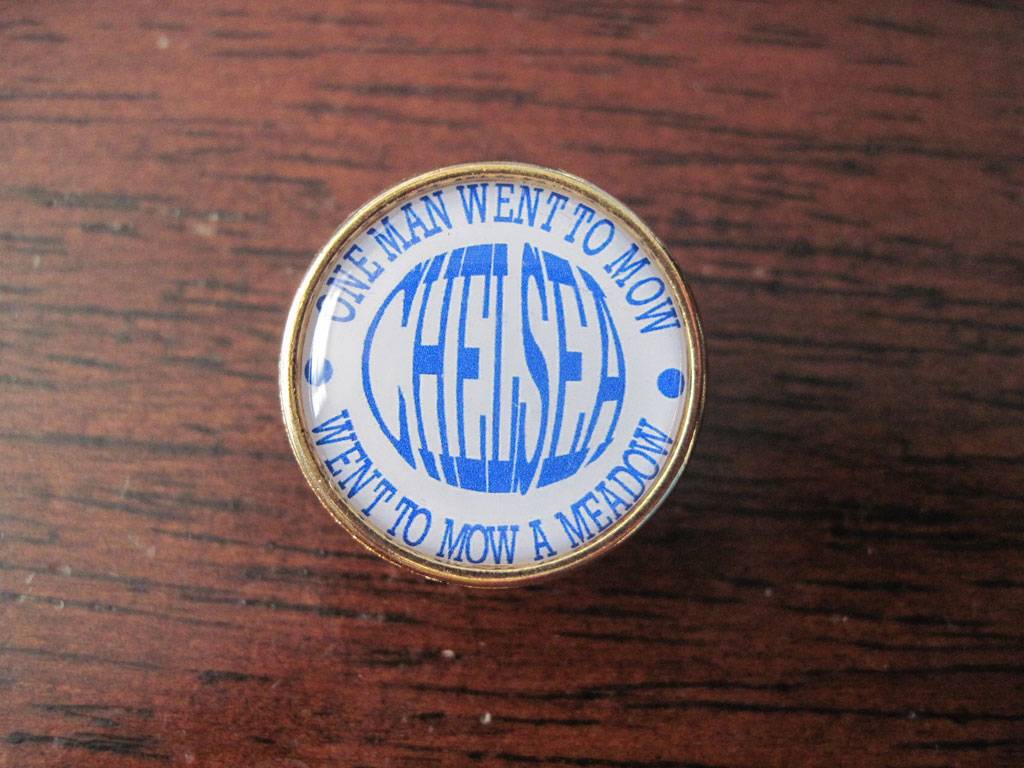 ONE MAN WENT TO MOW
CHELSEA
WENT TO MOW A MEADOW